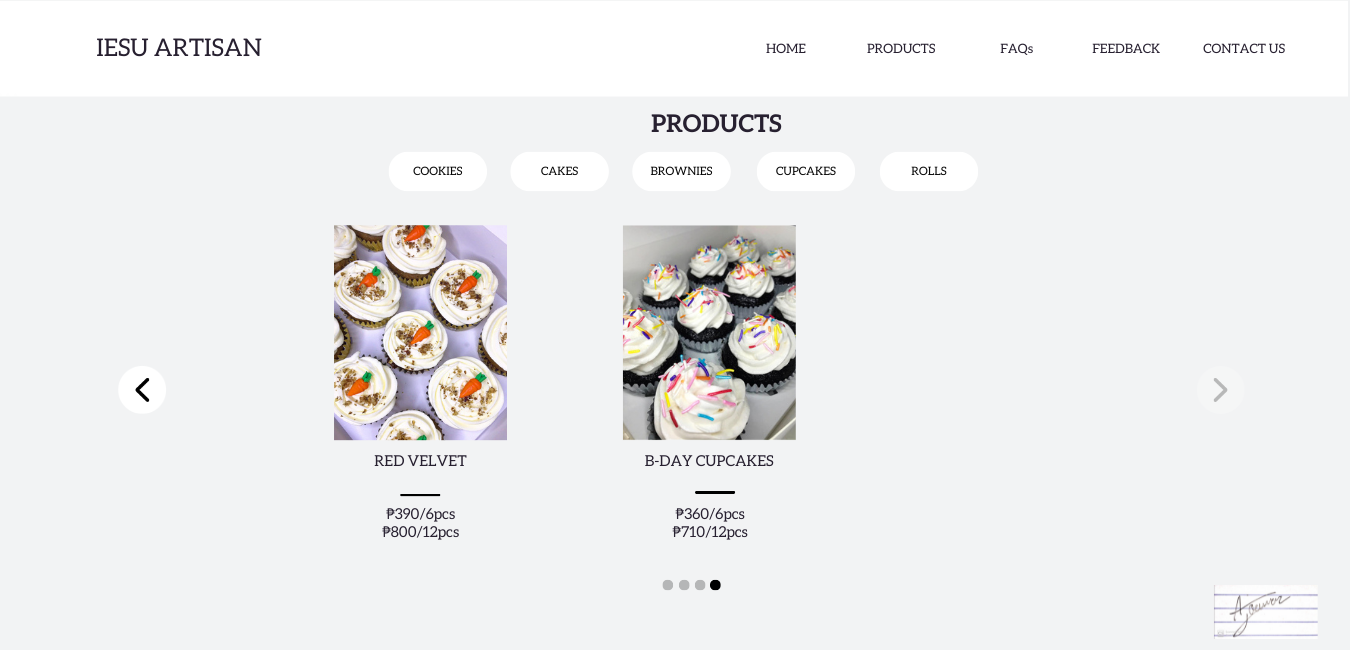 IESU ARTISAN
HOME
PRODUCTS
FAQs
FEEDBACK
CONTACT US
PRODUCTS
COOKIES
CAKES
BROWNIES
CUPCAKES
ROLLS
RED VELVET
B-DAY CUPCAKES
₱390/6pcs
₱800/12pcs
₱360/6pcs
₱710/12pcs